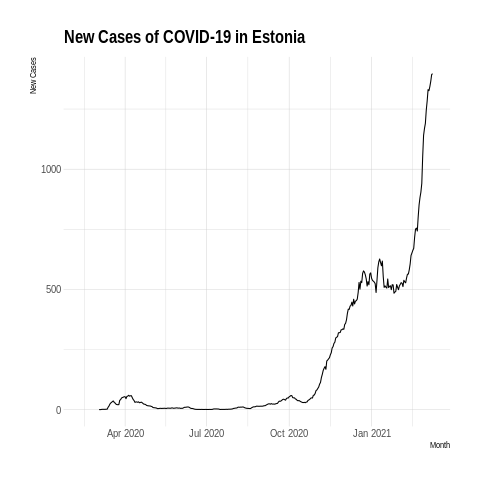 New Cases of COVID-19 in Estonia
New Cases
1000
500
0
Apr 2020 Jul 2020 Oct 2020 Jan 2021
Month